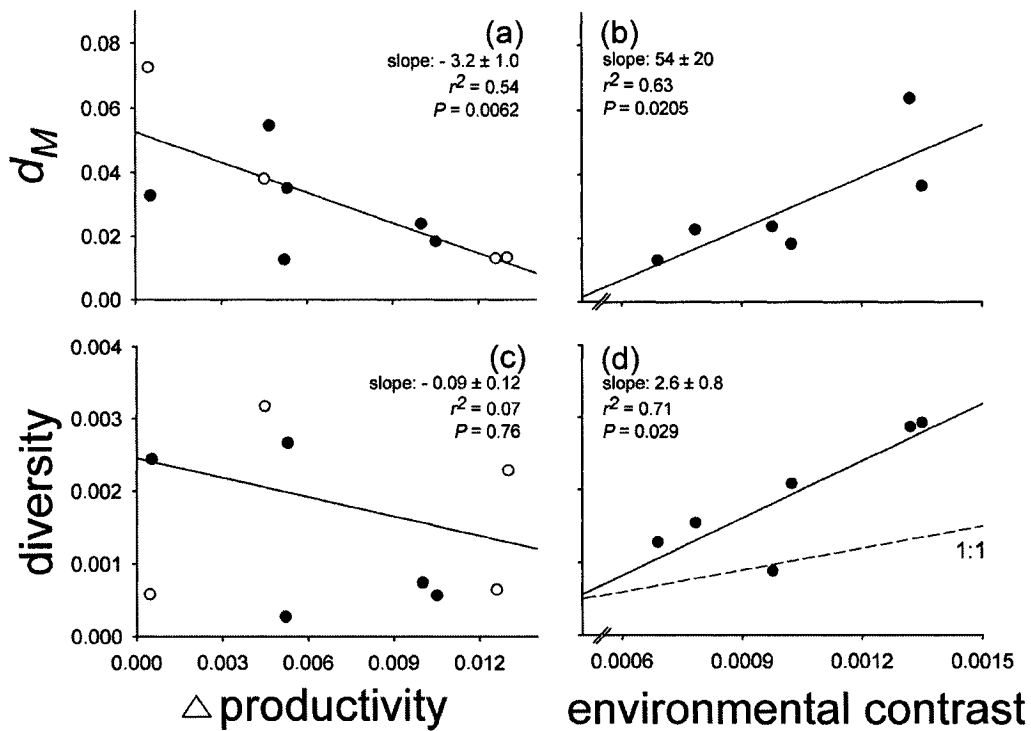 (a)
slope: - 3.2 ± 1.0
r² = 0.54
P = 0.0062
0.08
0.06
0.04
0.02
0.00
d_M
(b)
slope: 54 ± 20
r² = 0.63
P = 0.0205
(c)
slope: - 0.09 ± 0.12
r² = 0.07
P = 0.76
0.004
0.003
0.002
0.001
0.000
diversity
(d)
slope: 2.6 ± 0.8
r² = 0.71
P = 0.029
1:1
0.000 0.003 0.006 0.009 0.012
0.0006 0.0009 0.0012 0.0015
△ productivity
environmental contrast